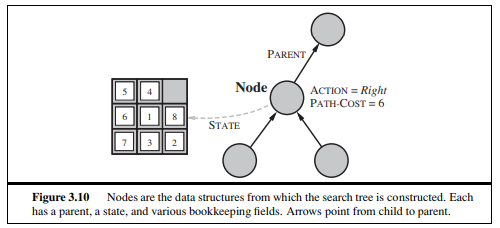 PARENT
Node
ACTION = Right
PATH-COST = 6
STATE
5 4
6 1 8
7 3 2
Figure 3.10 Nodes are the data structures from which the search tree is constructed. Each
has a parent, a state, and various bookkeeping fields. Arrows point from child to parent.